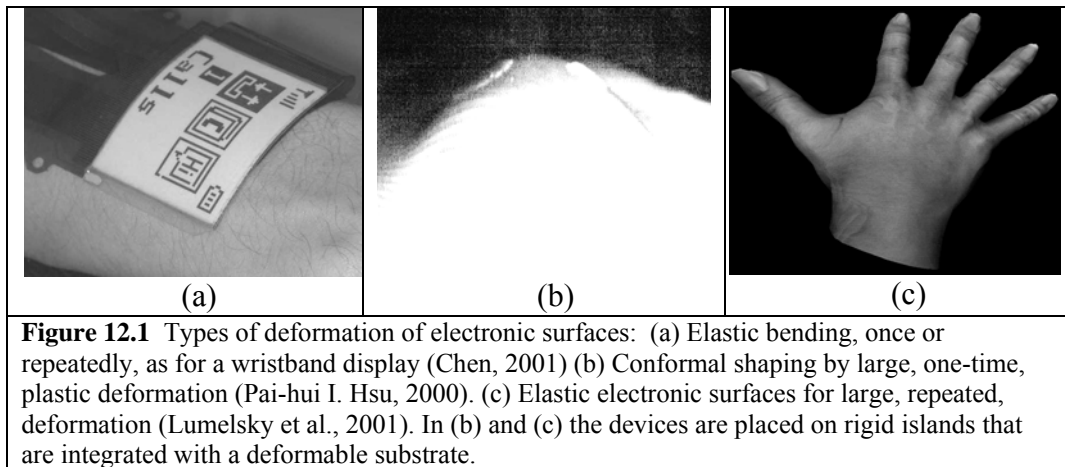 Calls
1
Hi
(a)
(b)
(c)
Figure 12.1 Types of deformation of electronic surfaces: (a) Elastic bending, once or
repeatedly, as for a wristband display (Chen, 2001) (b) Conformal shaping by large, one-time,
plastic deformation (Pai-hui I. Hsu, 2000). (c) Elastic electronic surfaces for large, repeated,
deformation (Lumelsky et al., 2001). In (b) and (c) the devices are placed on rigid islands that
are integrated with a deformable substrate.